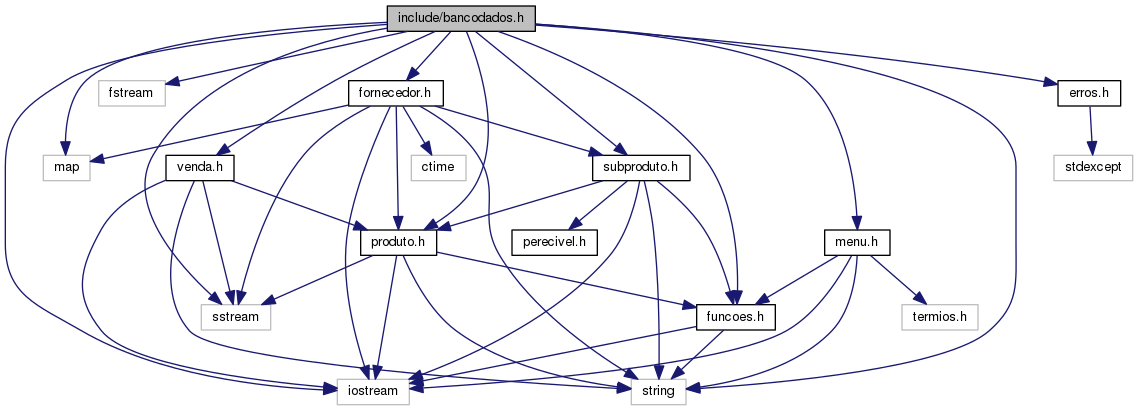 include/bancodados.h
fstream
fornecedor.h
erros.h
map
venda.h
ctime
subproduto.h
stdexcept
produto.h
perecivel.h
menu.h
sstream
funcoes.h
termios.h
iostream
string